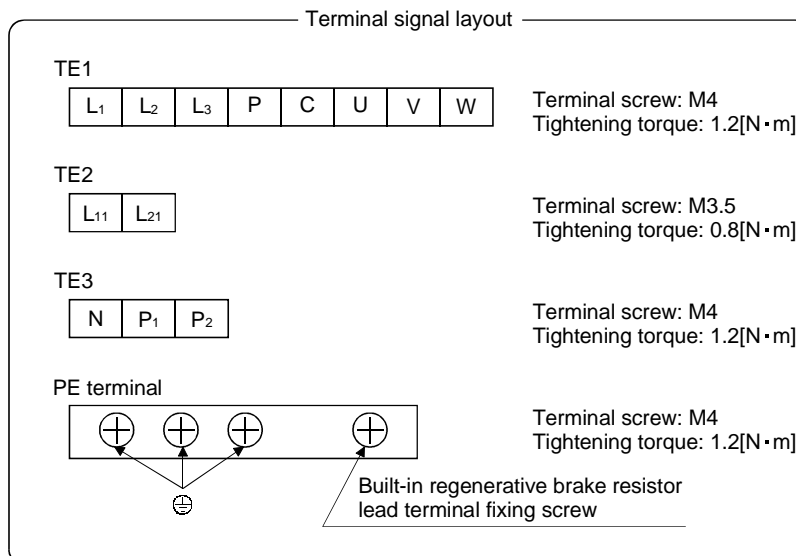 Terminal signal layout
TE1
L1 L2 L3 P C U V W
Terminal screw: M4
Tightening torque: 1.2[N·m]
TE2
L11 L21
Terminal screw: M3.5
Tightening torque: 0.8[N·m]
TE3
N P1 P2
Terminal screw: M4
Tightening torque: 1.2[N·m]
PE terminal
Terminal screw: M4
Tightening torque: 1.2[N·m]
Built-in regenerative brake resistor
lead terminal fixing screw